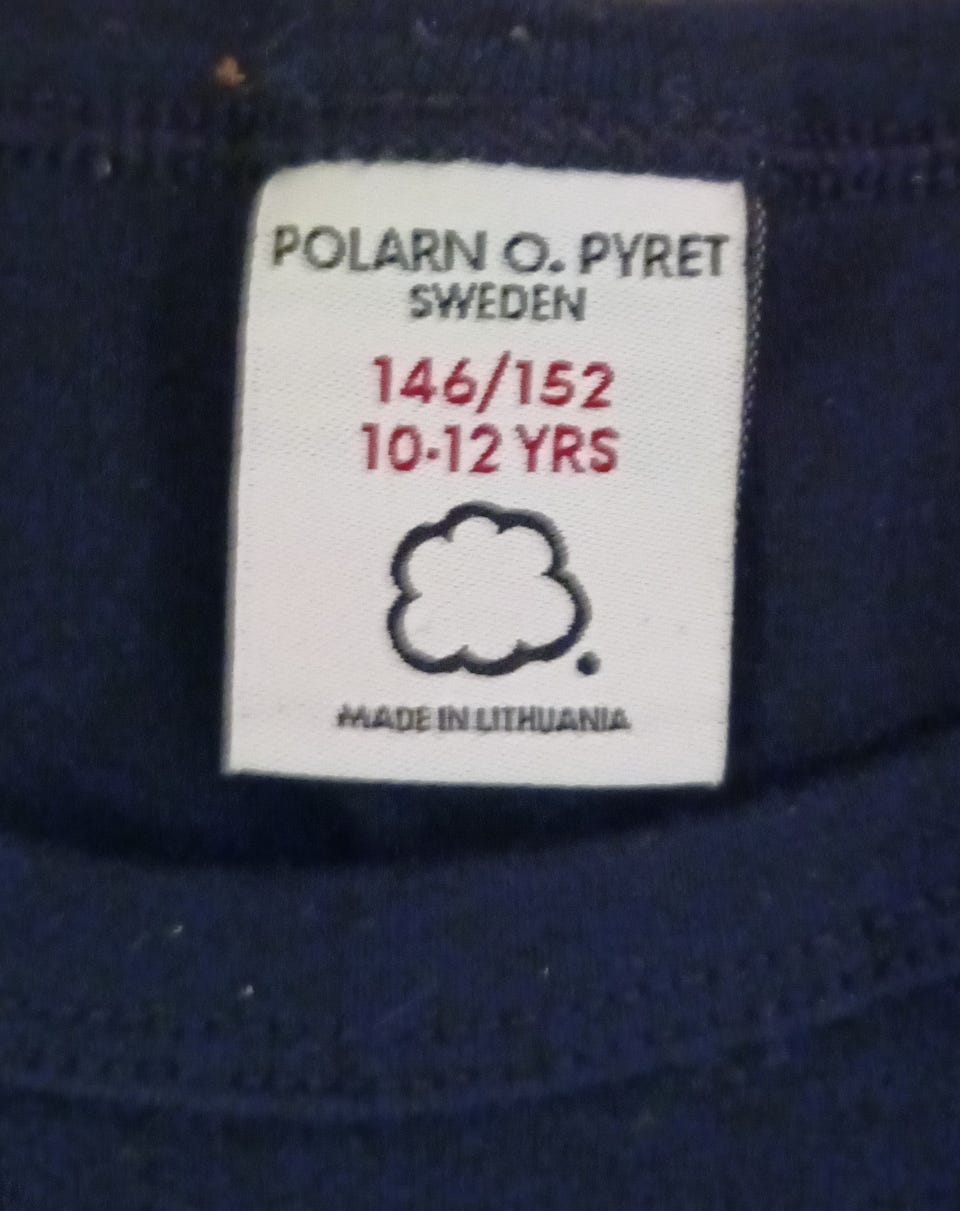 POLARN O. PYRET
SWEDEN
146/152
10-12 YRS
MADE IN LITHUANIA